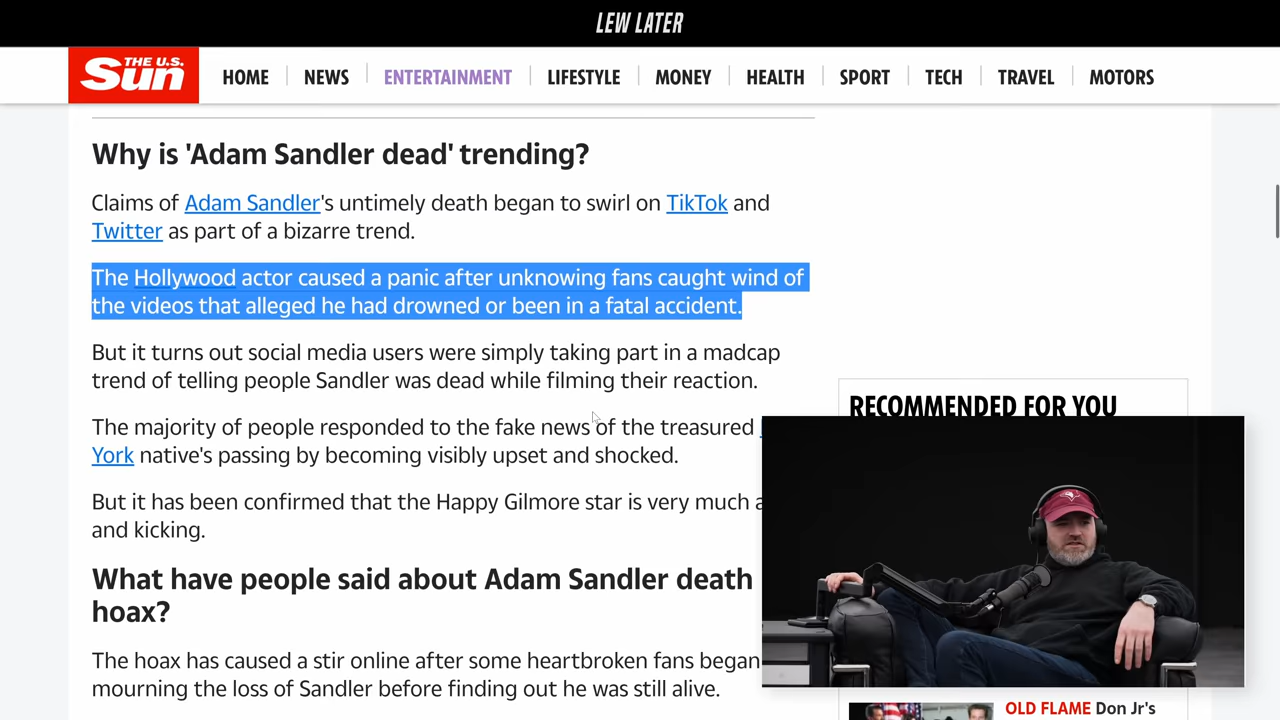 LEW LATER
THE U.S.
Sun
HOME
NEWS
ENTERTAINMENT
LIFESTYLE
MONEY
HEALTH
SPORT
TECH
TRAVEL
MOTORS
Why is 'Adam Sandler dead' trending?
Claims of Adam Sandler's untimely death began to swirl on TikTok and
Twitter as part of a bizarre trend.
The Hollywood actor caused a panic after unknowing fans caught wind of
the videos that alleged he had drowned or been in a fatal accident.
But it turns out social media users were simply taking part in a madcap
trend of telling people Sandler was dead while filming their reaction.
The majority of people responded to the fake news of the treasured
York native's passing by becoming visibly upset and shocked.
But it has been confirmed that the Happy Gilmore star is very much
and kicking.
What have people said about Adam Sandler death
hoax?
The hoax has caused a stir online after some heartbroken fans began
mourning the loss of Sandler before finding out he was still alive.
RECOMMENDED FOR YOU
OLD FLAME Don Jr's